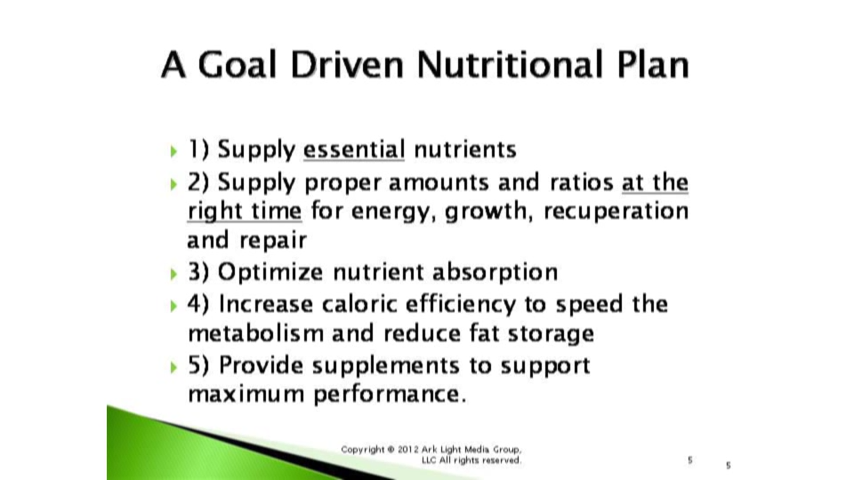 A Goal Driven Nutritional Plan
1) Supply essential nutrients
2) Supply proper amounts and ratios at the
right time for energy, growth, recuperation
and repair
3) Optimize nutrient absorption
4) Increase caloric efficiency to speed the
metabolism and reduce fat storage
5) Provide supplements to support
maximum performance.
Copyright © 2012 Ark Light Media Group,
LLC All rights reserved.
5
5